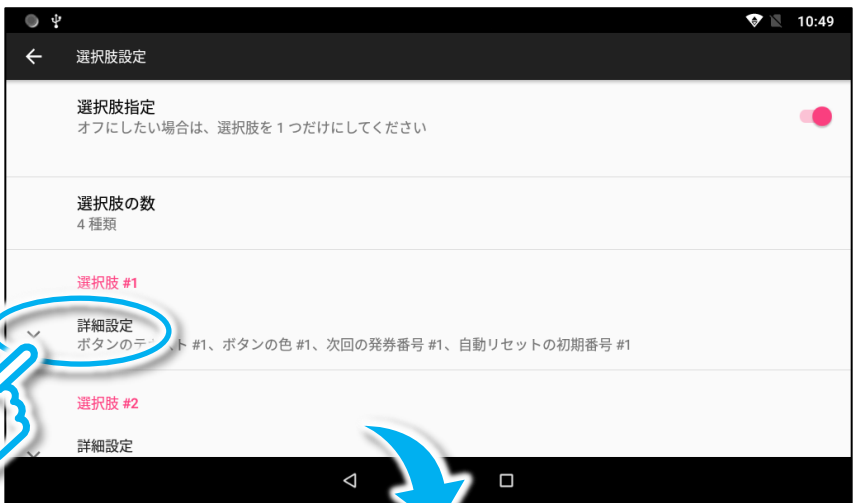 10:49
選択肢設定
選択肢指定
オフにしたい場合は、選択肢を 1 つだけにしてください
選択肢の数
4 種類
選択肢 #1
詳細設定
ボタンのテ ト #1、ボタンの色 #1、次回の発券番号 #1、自動リセットの初期番号 #1
選択肢 #2
詳細設定